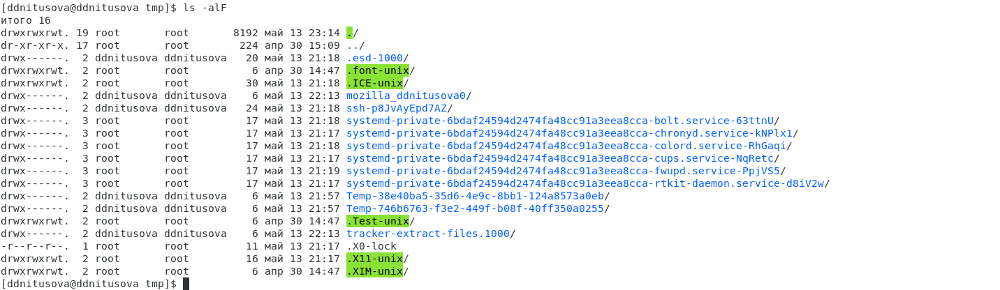 [ddnitusova@ddnitusova tmp]$ ls -alF
итого 16
drwxrwxrwt. 19 root       root       8192 май 13 23:14 ./
dr-xr-xr-x. 17 root       root        224 апр 30 15:09 ../
drwx------.  2 ddnitusova ddnitusova   20 май 13 21:18 .esd-1000/
drwxrwxrwt.  2 root       root          6 апр 30 14:47 .font-unix/
drwxrwxrwt.  2 root       root         30 май 13 21:18 .ICE-unix/
drwx------.  2 ddnitusova ddnitusova    6 май 13 22:13 mozilla_ddnitusova0/
drwx------.  2 ddnitusova ddnitusova   24 май 13 21:18 ssh-p8JvAyEpd7AZ/
drwx------.  3 root       root         17 май 13 21:18 systemd-private-6bdaf24594d2474fa48cc91a3eea8cca-bolt.service-63ttnU/
drwx------.  3 root       root         17 май 13 21:17 systemd-private-6bdaf24594d2474fa48cc91a3eea8cca-chronyd.service-kNPlx1/
drwx------.  3 root       root         17 май 13 21:18 systemd-private-6bdaf24594d2474fa48cc91a3eea8cca-colord.service-RhGaqi/
drwx------.  3 root       root         17 май 13 21:17 systemd-private-6bdaf24594d2474fa48cc91a3eea8cca-cups.service-NqRetc/
drwx------.  3 root       root         17 май 13 21:19 systemd-private-6bdaf24594d2474fa48cc91a3eea8cca-fwupd.service-PpjVS5/
drwx------.  3 root       root         17 май 13 21:17 systemd-private-6bdaf24594d2474fa48cc91a3eea8cca-rtkit-daemon.service-d8iV2w/
drwx------.  2 ddnitusova ddnitusova    6 май 13 21:57 Temp-38e40ba5-35d6-4e9c-8bb1-124a8573a0eb/
drwx------.  2 ddnitusova ddnitusova    6 май 13 21:57 Temp-746b6763-f3e2-449f-b08f-40ff350a0255/
drwxrwxrwt.  2 root       root          6 апр 30 14:47 .Test-unix/
drwx------.  2 ddnitusova ddnitusova    6 май 13 22:13 tracker-extract-files.1000/
-r--r--r--.  1 root       root         11 май 13 21:17 .X0-lock
drwxrwxrwt.  2 root       root         16 май 13 21:17 .X11-unix/
drwxrwxrwt.  2 root       root          6 апр 30 14:47 .XIM-unix/
[ddnitusova@ddnitusova tmp]$